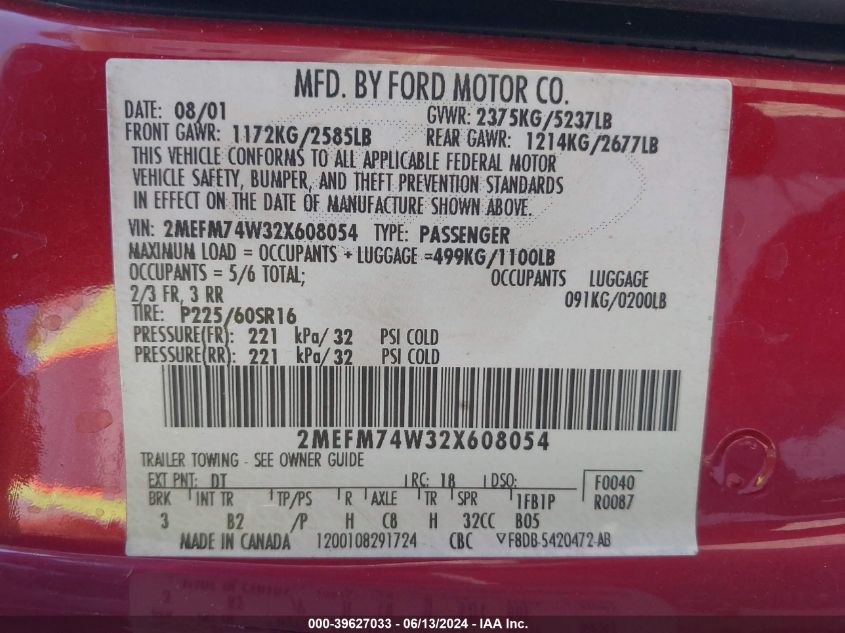 MFD. BY FORD MOTOR CO.
DATE: 08/01 GVWR: 2375KG/5237LB
FRONT GAWR: 1172KG/2585LB REAR GAWR: 1214KG/2677LB
THIS VEHICLE CONFORMS TO ALL APPLICABLE FEDERAL MOTOR
VEHICLE SAFETY, BUMPER, AND THEFT PREVENTION STANDARDS
IN EFFECT ON THE DATE OF MANUFACTURE SHOWN ABOVE.
VIN: 2MEFM74W32X608054 TYPE: PASSENGER
MAXIMUM LOAD = OCCUPANTS + LUGGAGE =499KG/1100LB
OCCUPANTS = 5/6 TOTAL; OCCUPANTS LUGGAGE
2/3 FR, 3 RR 091KG/0200LB
TIRE: P225/60SR16
PRESSURE(FR): 221 kPa/ 32 PSI COLD
PRESSURE(RR): 221 kPa/ 32 PSI COLD
2MEFM74W32X608054
TRAILER TOWING - SEE OWNER GUIDE
EXT PNT: DT RC: 18 DSO: F0040
BRK INT TR TP/PS R AXLE TR SPR 1FB1P R0087
3 B2 /P H C8 H 32CC B05
MADE IN CANADA 1200108291724 CBC VF8DB-5420472-AB
000-39627033 - 06/13/2024 - IAA Inc.